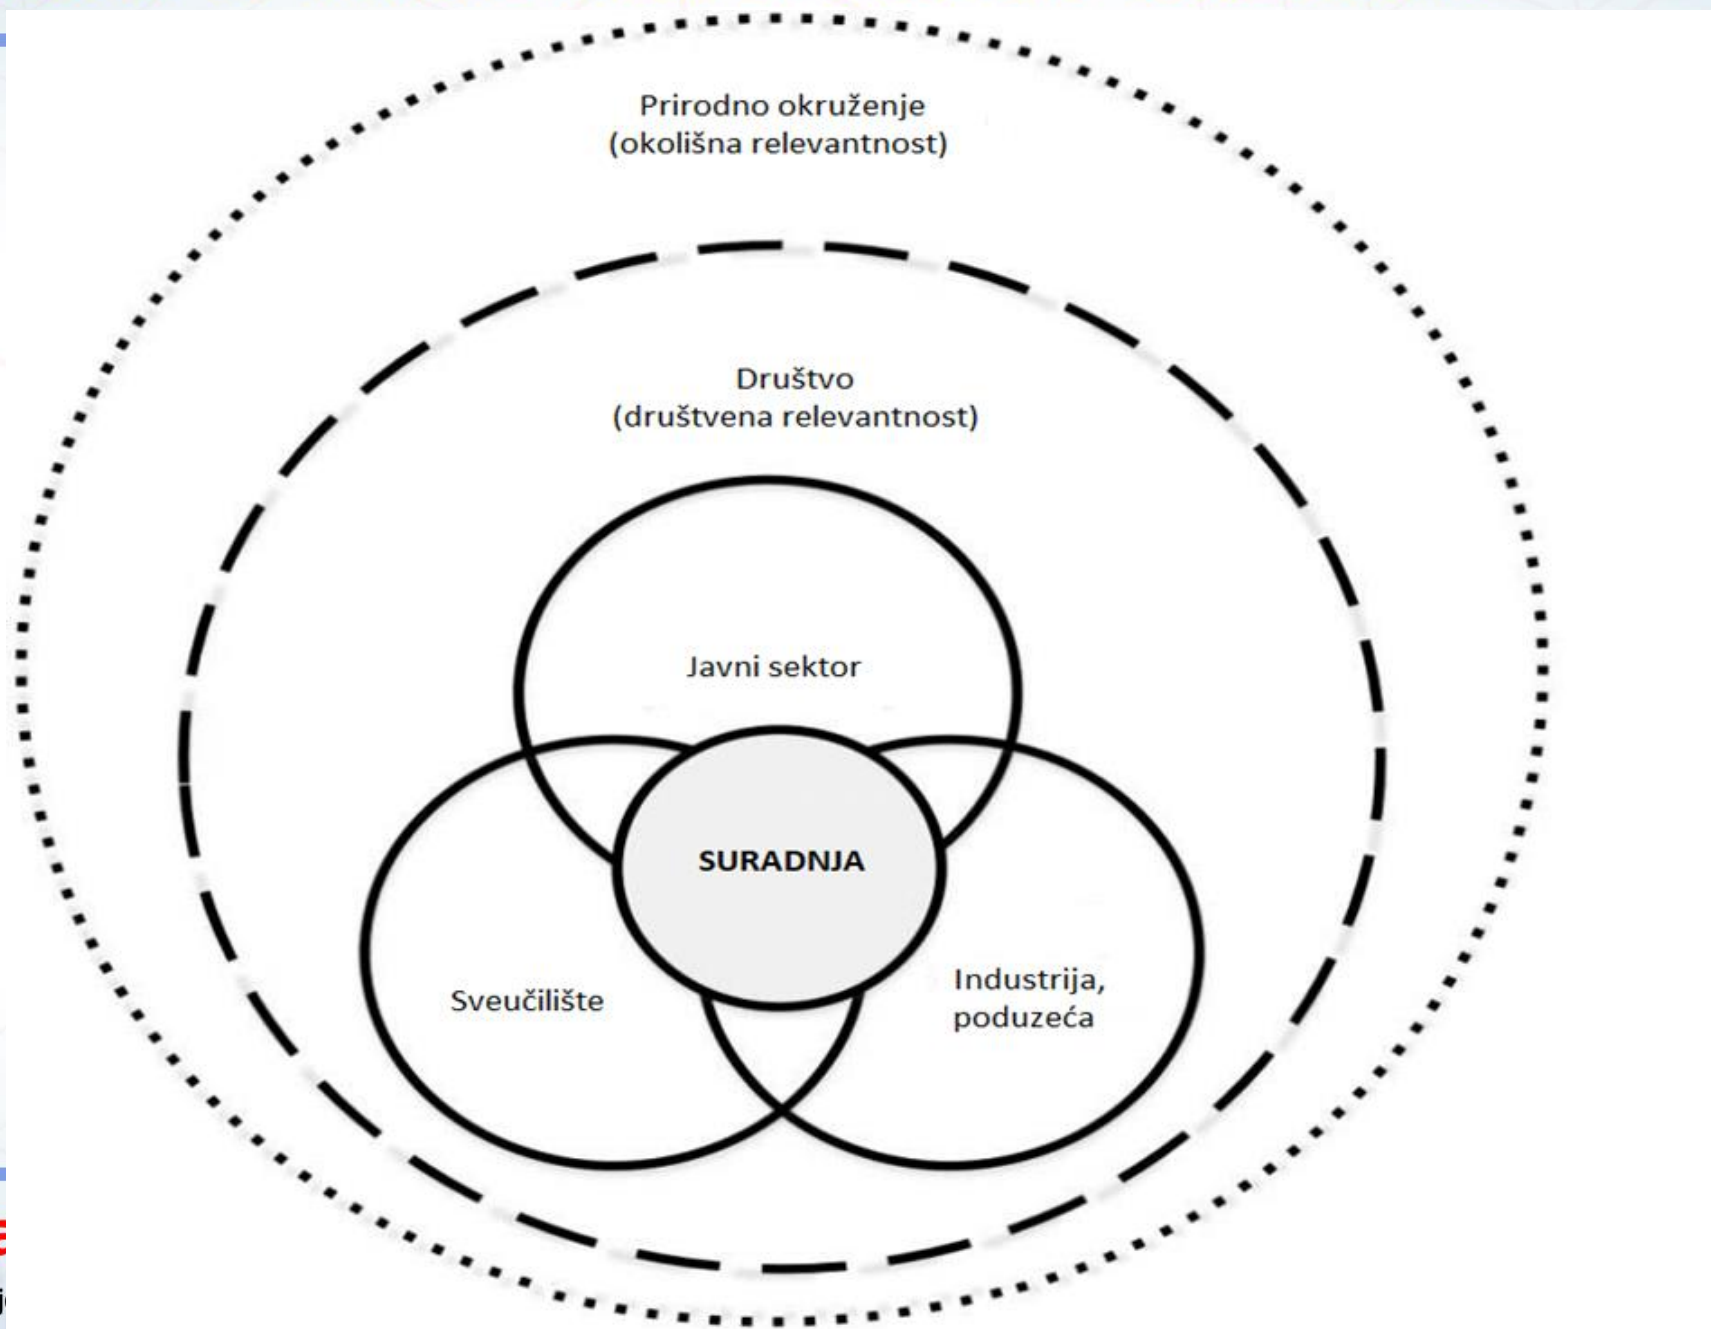 Prirodno okruženje
(okolišna relevantnost)
Društvo
(društvena relevantnost)
Javni sektor
SURADNJA
Sveučilište
Industrija,
poduzeća